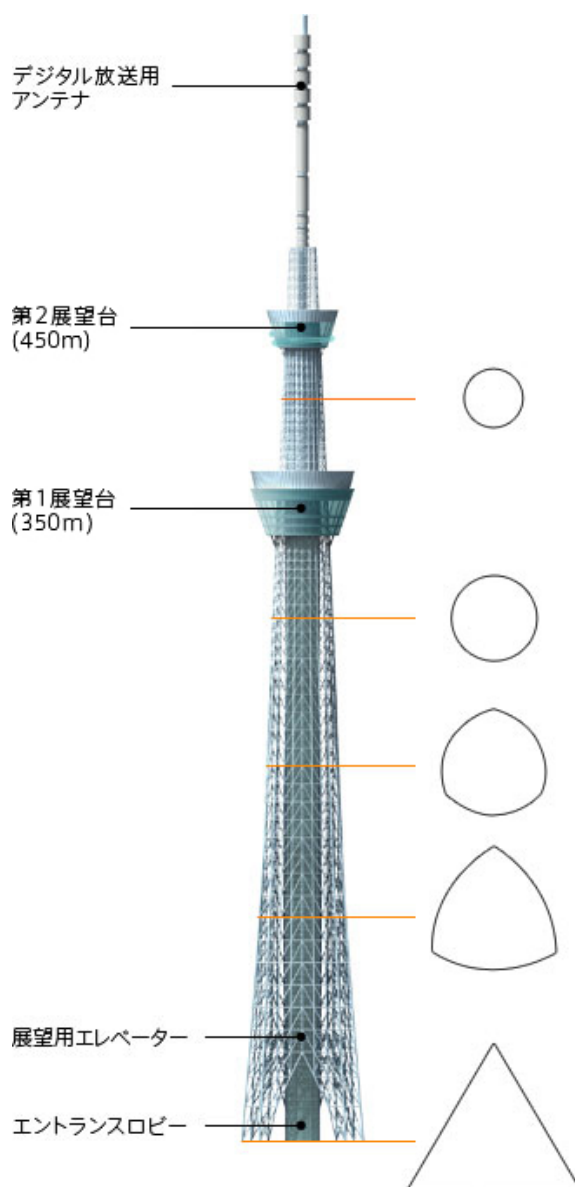 デジタル放送用
アンテナ
第2展望台
(450m)
第1展望台
(350m)
展望用エレベーター
エントランスロビー